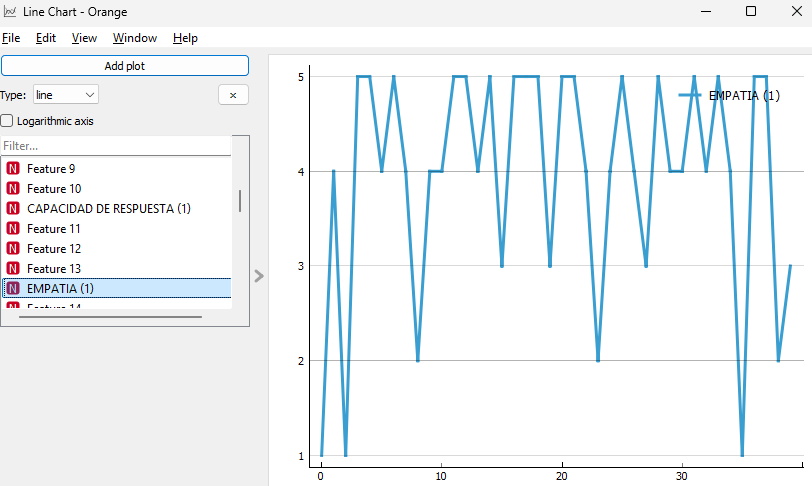 Line Chart - Orange
File Edit View Window Help
Add plot
Type: line ×
Logarithmic axis
Filter...
N Feature 9
N Feature 10
N CAPACIDAD DE RESPUESTA (1)
N Feature 11
N Feature 12
N Feature 13
N EMPATIA (1)
N Feature 14
5
EMPATIA (1)
4
3
2
1
0 10 20 30